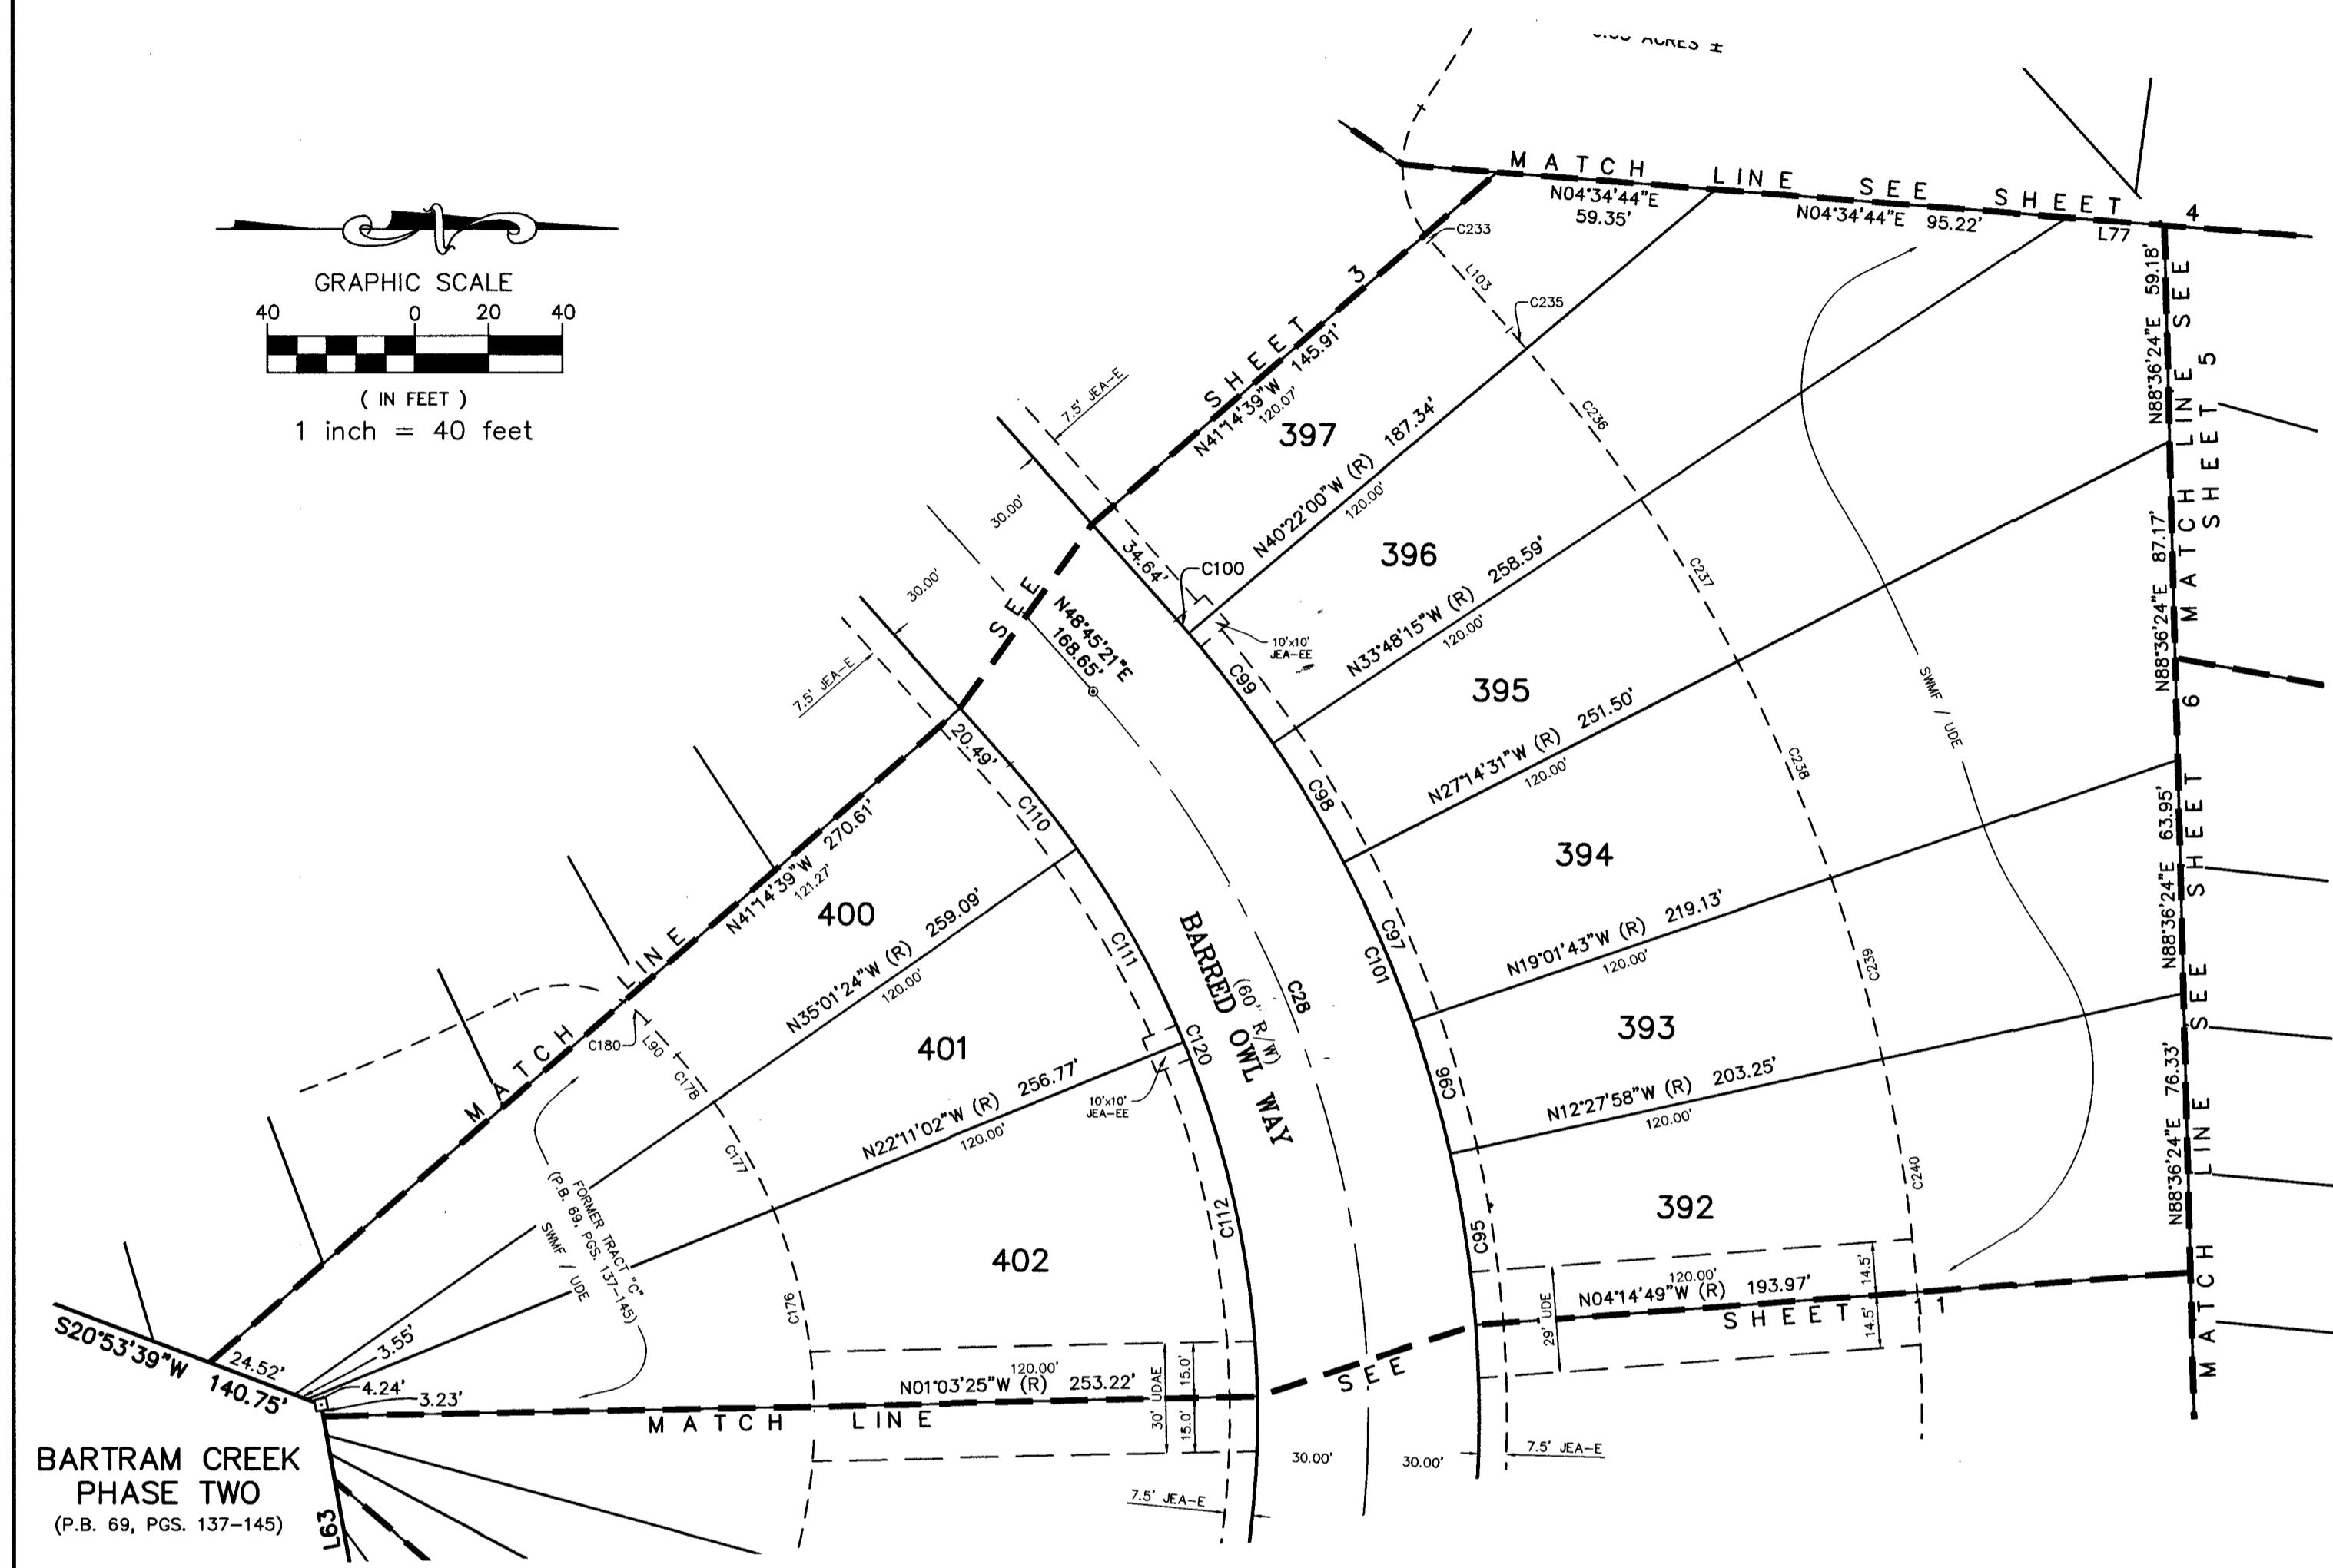 ACRES ±
MATCH LINE SEE SHEET 4
N04°34'44"E
59.35'
N04°34'44"E 95.22'
L77
GRAPHIC SCALE
40 0 20 40
( IN FEET )
1 inch = 40 feet
C233
L103
C235
C236
C237
C238
C239
C240
SHEET 3
N41°14'39"W 145.91'
120.07'
397
7.5' JEA-E
30.00'
30.00'
7.5' JEA-E
SEE
N48°45'21"E
168.65'
34.64'
C100
10'x10'
JEA-EE
N40°22'00"W (R) 187.34'
120.00'
396
N33°48'15"W (R) 258.59'
120.00'
395
N27°14'31"W (R) 251.50'
120.00'
394
N19°01'43"W (R) 219.13'
120.00'
393
N12°27'58"W (R) 203.25'
120.00'
392
120.00'
N04°14'49"W (R) 193.97'
SHEET 11
29' UDE
14.5'
14.5'
SWMF / UDE
N88°36'24"E 59.18'
N88°36'24"E 87.17'
N88°36'24"E 63.95'
N88°36'24"E 76.33'
MATCH LINE SEE
SHEET 5
MATCH LINE SEE SHEET 6
C99
C98
C97
C101
C96
C95
BARRED OWL WAY
(60' R/W)
C28
20.49'
C110
C111
C120
C112
MATCH LINE
N41°14'39"W 270.61'
121.27'
400
N35°01'24"W (R) 259.09'
120.00'
401
N22°11'02"W (R) 256.77'
120.00'
10'x10'
JEA-EE
402
C180
L90
C178
C177
C176
FORMER TRACT "C"
(P.B. 69, PGS. 137-145)
SWMF / UDE
120.00'
N01°03'25"W (R) 253.22'
30' UDAE
15.0'
15.0'
MATCH LINE
SEE
30.00'
30.00'
7.5' JEA-E
7.5' JEA-E
S20°53'39"W 140.75'
24.52'
3.55'
4.24'
3.23'
BARTRAM CREEK
PHASE TWO
(P.B. 69, PGS. 137-145)
L63